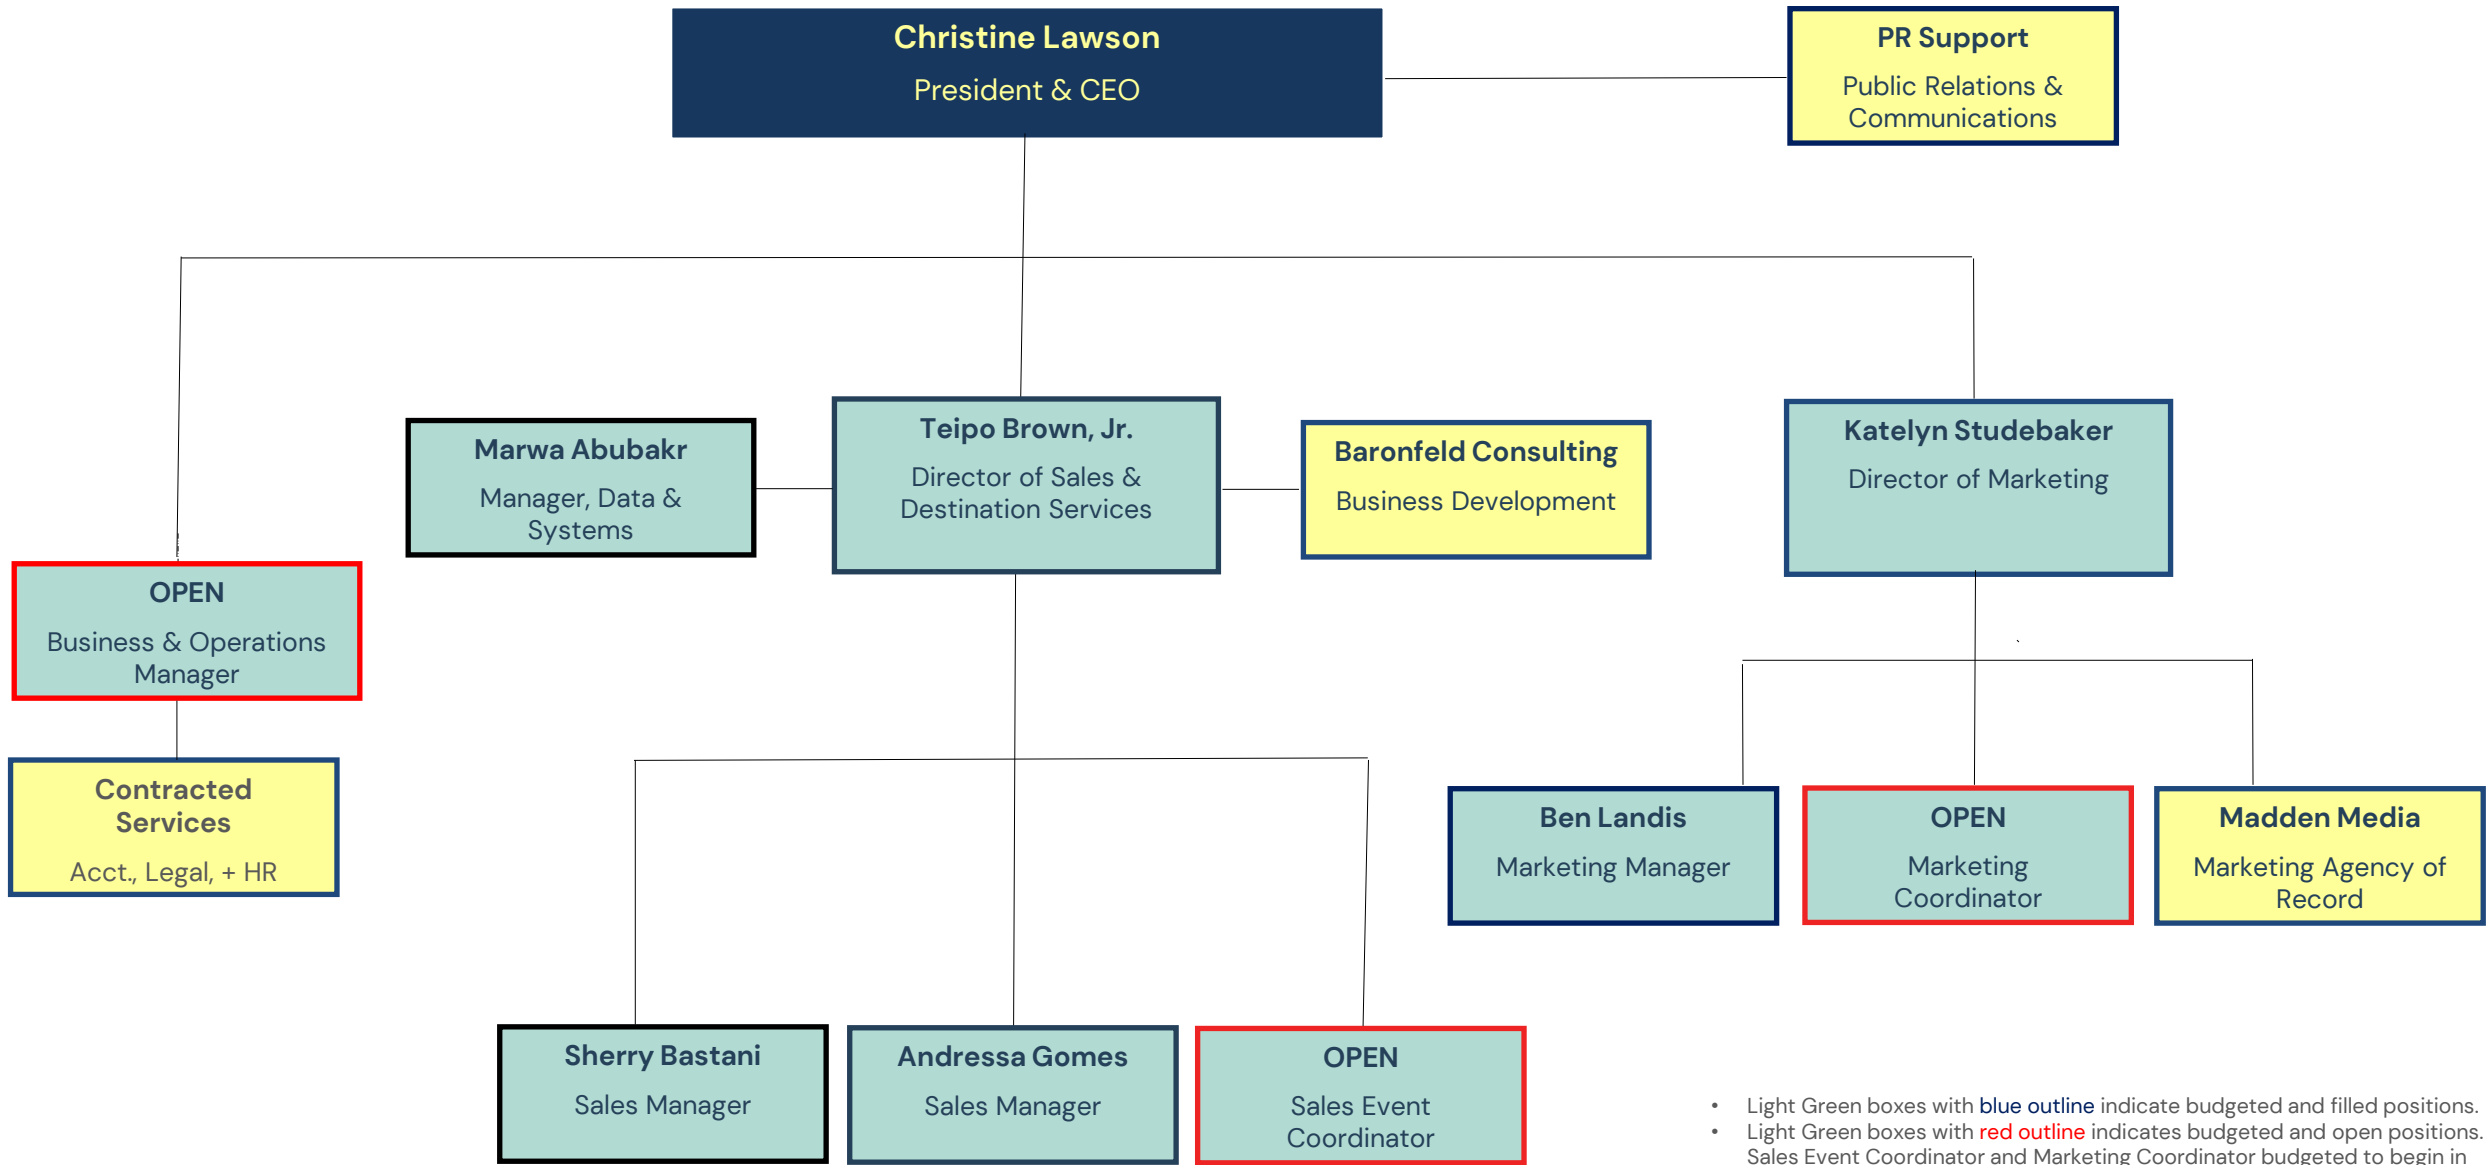 Christine Lawson
President & CEO
PR Support
Public Relations &
Communications
Marwa Abubakr
Manager, Data &
Systems
Teipo Brown, Jr.
Director of Sales &
Destination Services
Baronfeld Consulting
Business Development
Katelyn Studebaker
Director of Marketing
OPEN
Business & Operations
Manager
Contracted
Services
Acct., Legal, + HR
Ben Landis
Marketing Manager
OPEN
Marketing
Coordinator
Madden Media
Marketing Agency of
Record
Sherry Bastani
Sales Manager
Andressa Gomes
Sales Manager
OPEN
Sales Event
Coordinator
• Light Green boxes with blue outline indicate budgeted and filled positions.
• Light Green boxes with red outline indicates budgeted and open positions.
Sales Event Coordinator and Marketing Coordinator budgeted to begin in